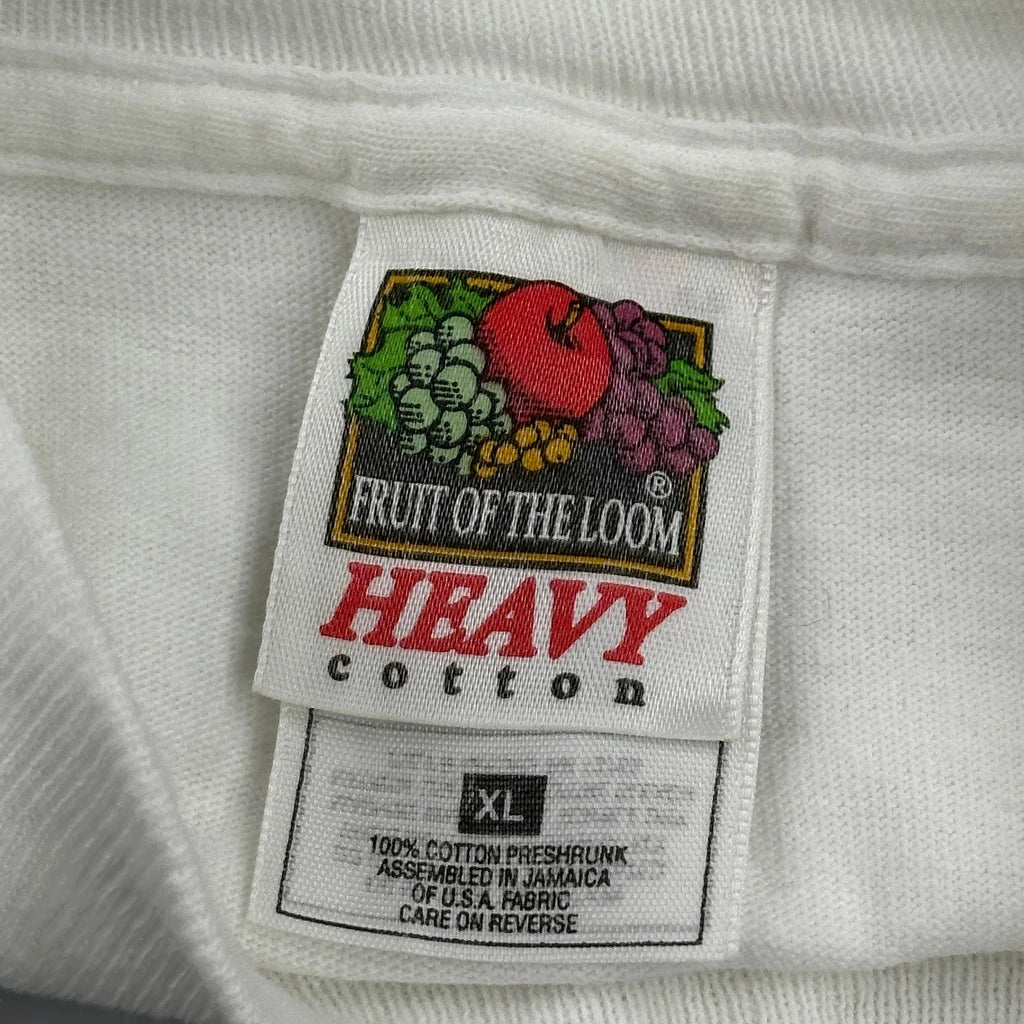 FRUIT OF THE LOOM®
HEAVY
cotton
XL
100% COTTON PRESHRUNK
ASSEMBLED IN JAMAICA
OF U.S.A. FABRIC
CARE ON REVERSE